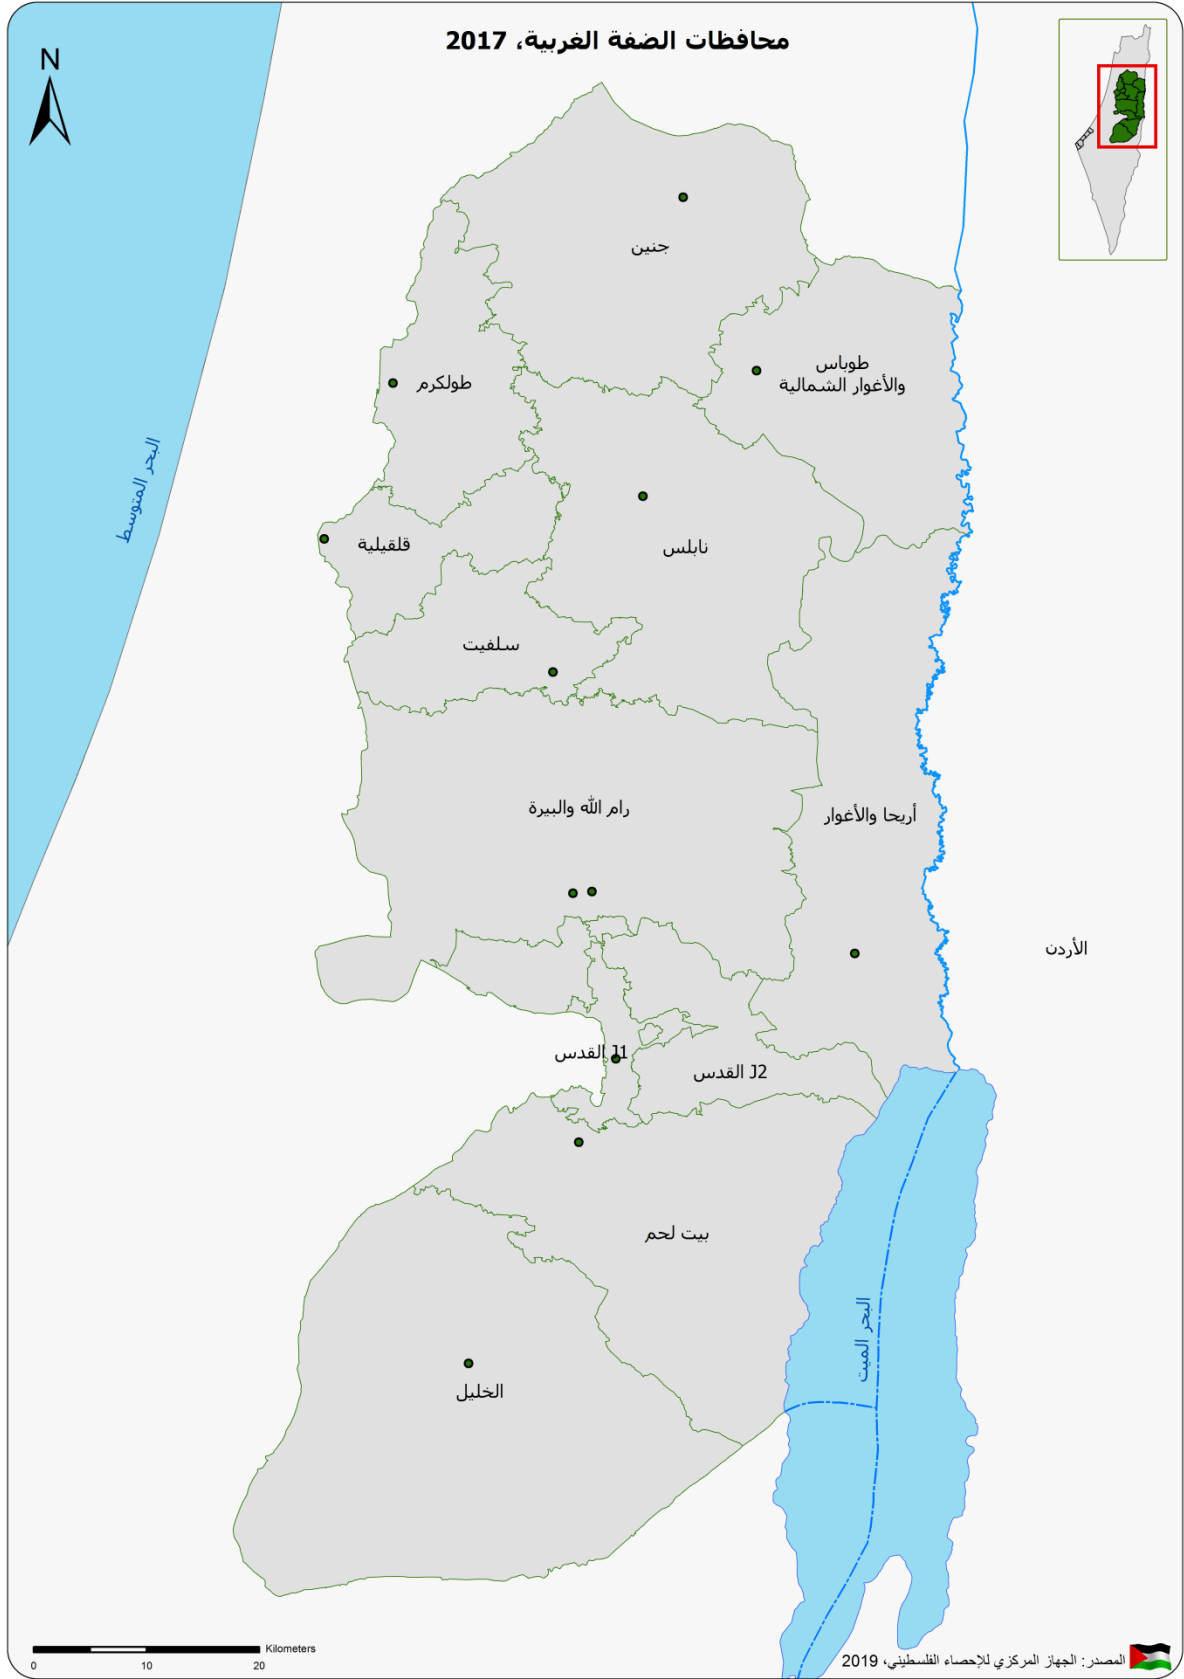 محافظات الضفة الغربية، 2017
N
جنين
طوباس
والأغوار الشمالية
طولكرم
البحر المتوسط
قلقيلية
نابلس
سلفيت
رام الله والبيرة
أريحا والأغوار
الأردن
القدس J1
القدس J2
بيت لحم
البحر الميت
الخليل
Kilometers
0 10 20
المصدر: الجهاز المركزي للإحصاء الفلسطيني، 2019